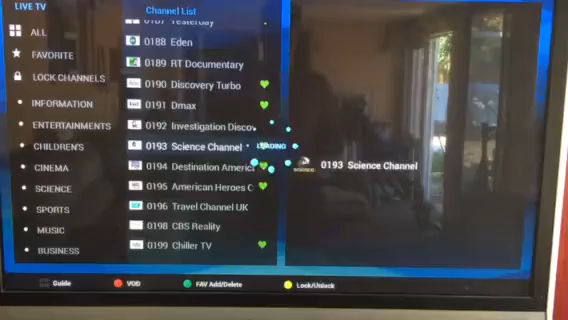 LIVE TV
Channel List
ALL
FAVORITE
LOCK CHANNELS
INFORMATION
ENTERTAINMENTS
CHILDREN'S
CINEMA
SCIENCE
SPORTS
MUSIC
BUSINESS
0187 Yesterday
0188 Eden
0189 RT Documentary
0190 Discovery Turbo
0191 Dmax
0192 Investigation Disco
0193 Science Channel
0194 Destination Americ
0195 American Heroes C
0196 Travel Channel UK
0198 CBS Reality
0199 Chiller TV
LOADING
SCIENCE
0193 Science Channel
Guide
VOD
FAV Add/Delete
Lock/Unlock